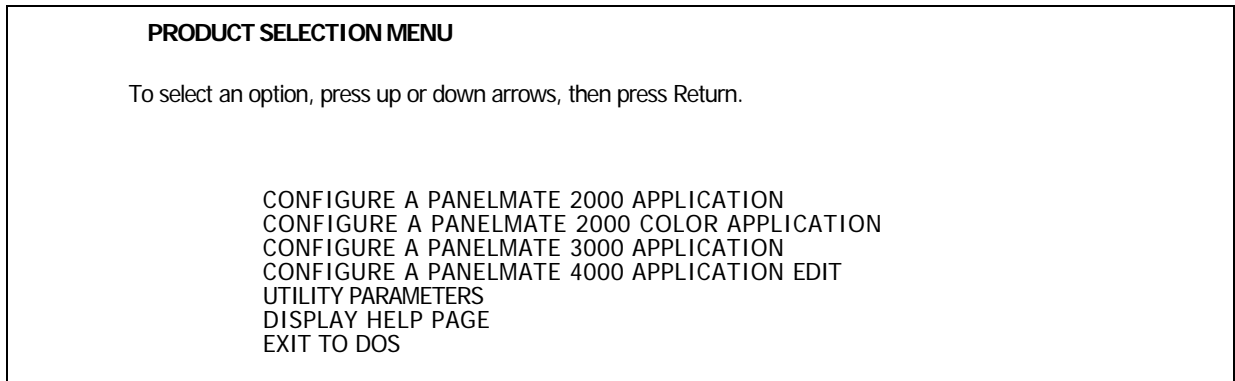 PRODUCT SELECTION MENU
To select an option, press up or down arrows, then press Return.
CONFIGURE A PANELMATE 2000 APPLICATION
CONFIGURE A PANELMATE 2000 COLOR APPLICATION
CONFIGURE A PANELMATE 3000 APPLICATION
CONFIGURE A PANELMATE 4000 APPLICATION EDIT
UTILITY PARAMETERS
DISPLAY HELP PAGE
EXIT TO DOS